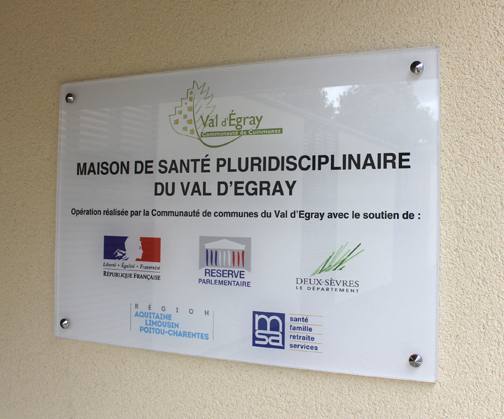 Val d'Égray
Communauté de Communes
MAISON DE SANTÉ PLURIDISCIPLINAIRE
DU VAL D'EGRAY
Opération réalisée par la Communauté de communes du Val d'Egray avec le soutien de :
Liberté • Égalité • Fraternité
RÉPUBLIQUE FRANÇAISE
RESERVE
PARLEMENTAIRE
DEUX-SÈVRES
LE DÉPARTEMENT
RÉGION
AQUITAINE
LIMOUSIN
POITOU-CHARENTES
msa
santé
famille
retraite
services